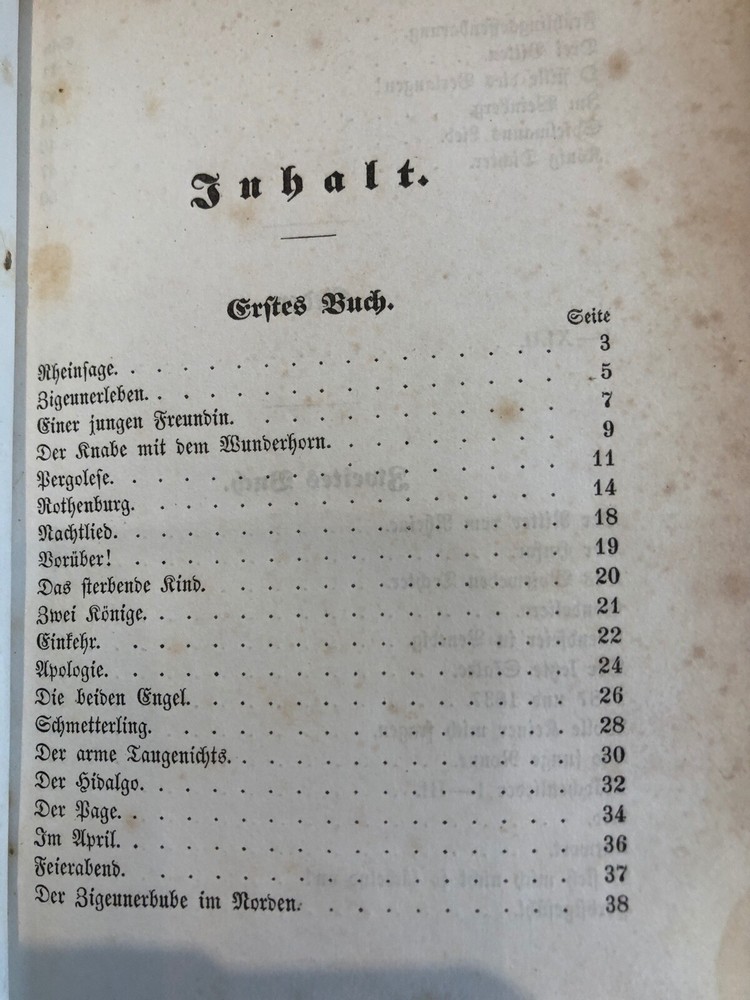 Inhalt.
Erstes Buch.
Seite
Rheinsage. . . . . . . . . . . . . . . 3
Zigeunerleben. . . . . . . . . . . . . . 5
Einer jungen Freundin. . . . . . . . . . . 7
Der Knabe mit dem Wunderhorn. . . . . . . . 9
Pergolese. . . . . . . . . . . . . . . 11
Rothenburg. . . . . . . . . . . . . . . 14
Nachtlied. . . . . . . . . . . . . . . 18
Vorüber! . . . . . . . . . . . . . . . 19
Das sterbende Kind. . . . . . . . . . . . 20
Zwei Könige. . . . . . . . . . . . . . 21
Einkehr. . . . . . . . . . . . . . . . 22
Apologie. . . . . . . . . . . . . . . 24
Die beiden Engel. . . . . . . . . . . . . 26
Schmetterling. . . . . . . . . . . . . . 28
Der arme Taugenichts. . . . . . . . . . . 30
Der Hidalgo. . . . . . . . . . . . . . 32
Der Page. . . . . . . . . . . . . . . 34
Im April. . . . . . . . . . . . . . . 36
Feierabend. . . . . . . . . . . . . . . 37
Der Zigeunerbube im Norden. . . . . . . . . 38